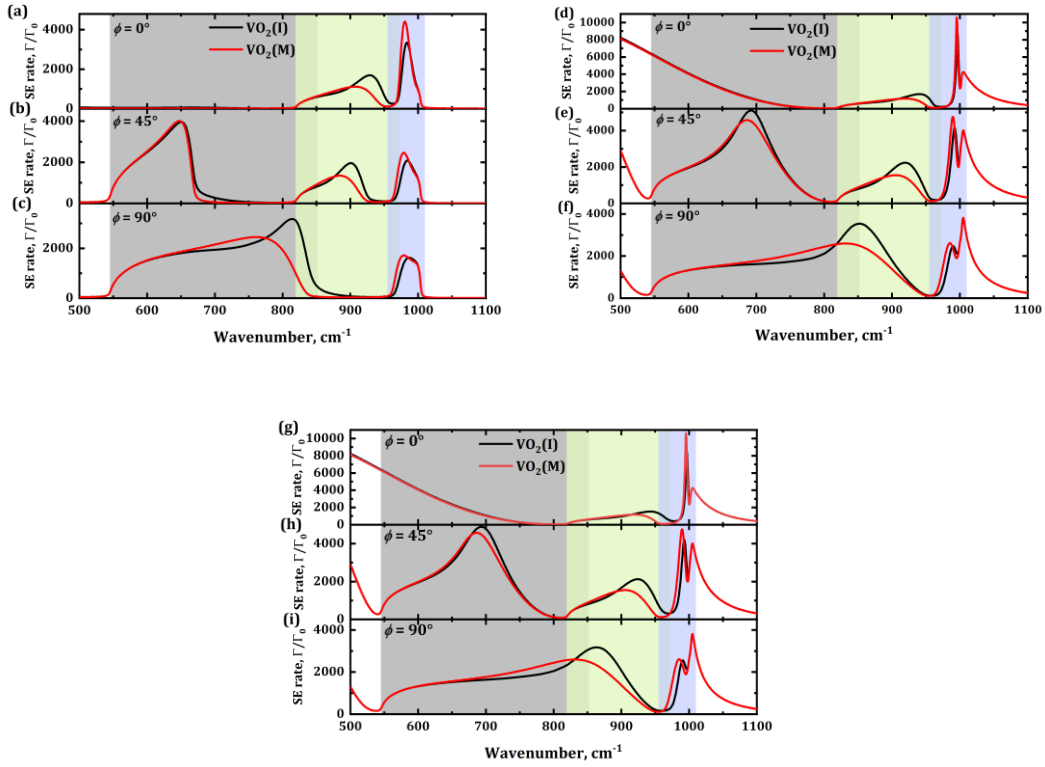 (a)
ϕ = 0°
VO₂(I)
VO₂(M)
SE rate, Γ/Γ₀
4000
2000
0
(b)
ϕ = 45°
SE rate, Γ/Γ₀
4000
2000
0
(c)
ϕ = 90°
SE rate, Γ/Γ₀
2000
0
500 600 700 800 900 1000 1100
Wavenumber, cm⁻¹
(d)
ϕ = 0°
VO₂(I)
VO₂(M)
SE rate, Γ/Γ₀
10000
8000
6000
4000
2000
0
(e)
ϕ = 45°
SE rate, Γ/Γ₀
4000
2000
0
(f)
ϕ = 90°
SE rate, Γ/Γ₀
4000
2000
0
500 600 700 800 900 1000 1100
Wavenumber, cm⁻¹
(g)
ϕ = 0°
VO₂(I)
VO₂(M)
SE rate, Γ/Γ₀
10000
8000
6000
4000
2000
0
(h)
ϕ = 45°
SE rate, Γ/Γ₀
4000
2000
0
(i)
ϕ = 90°
SE rate, Γ/Γ₀
4000
2000
0
500 600 700 800 900 1000 1100
Wavenumber, cm⁻¹